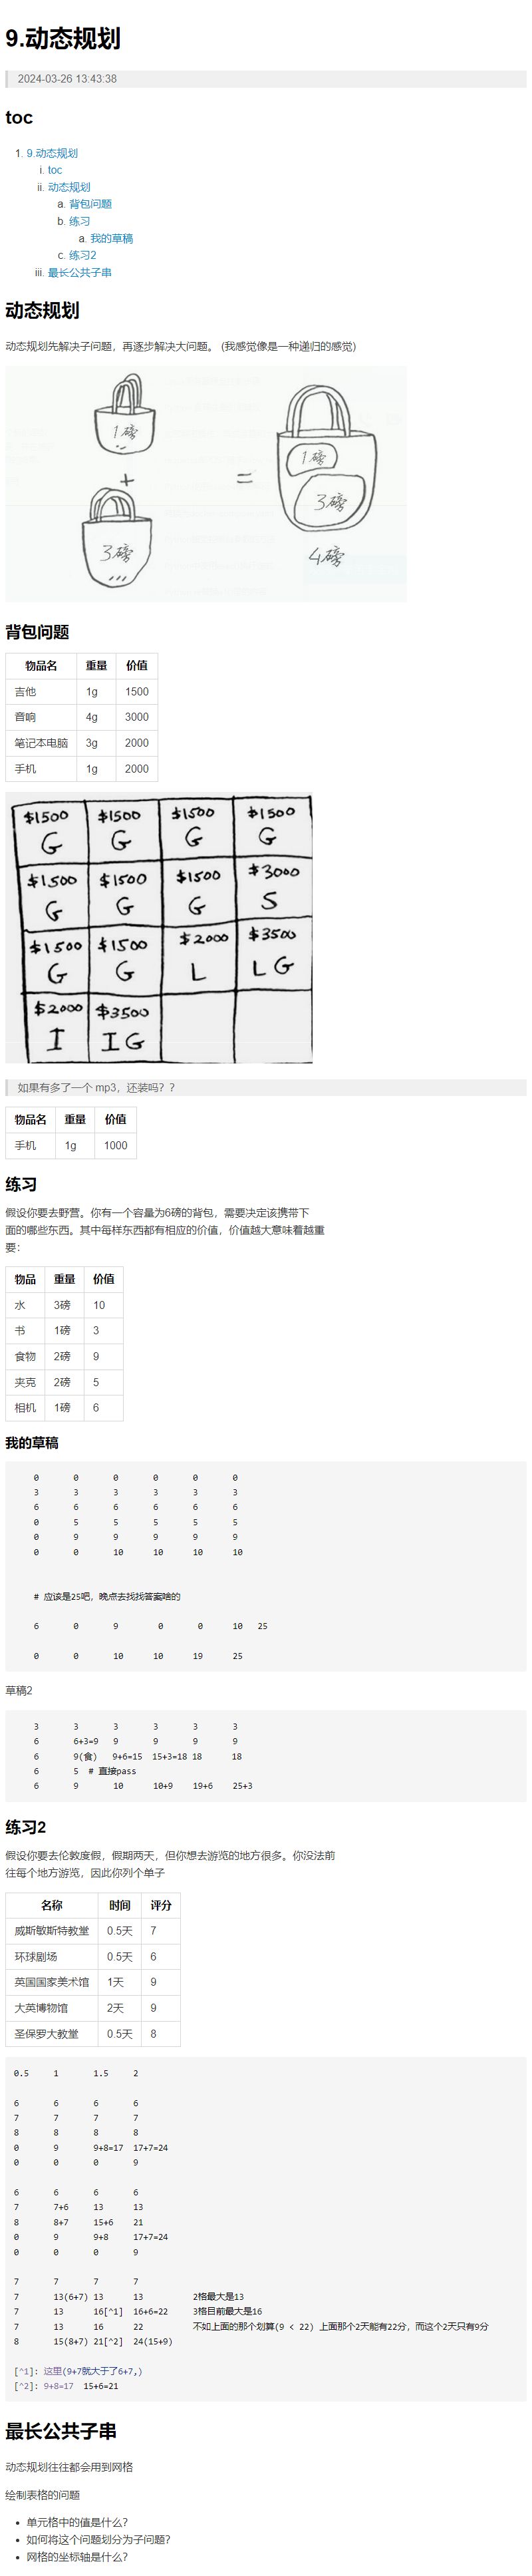 9.动态规划
2024-03-26 13:43:38
toc
1. 9.动态规划
i. toc
ii. 动态规划
a. 背包问题
b. 练习
a. 我的草稿
c. 练习2
iii. 最长公共子串
动态规划
动态规划先解决子问题，再逐步解决大问题。 (我感觉像是一种递归的感觉)
1磅
+
3磅
=
1磅
3磅
4磅
背包问题
物品名 重量 价值
吉他 1g 1500
音响 4g 3000
笔记本电脑 3g 2000
手机 1g 2000
$1500 $1500 $1500 $1500
G G G G
$1500 $1500 $1500 $3000
G G G S
$1500 $1500 $2000 $3500
G G L L G
$2000 $3500
I I G
如果有多了一个 mp3，还装吗？？
物品名 重量 价值
手机 1g 1000
练习
假设你要去野营。你有一个容量为6磅的背包，需要决定该携带下
面的哪些东西。其中每样东西都有相应的价值，价值越大意味着越重
要：
物品 重量 价值
水 3磅 10
书 1磅 3
食物 2磅 9
夹克 2磅 5
相机 1磅 6
我的草稿
0 0 0 0 0 0
3 3 3 3 3 3
6 6 6 6 6 6
0 5 5 5 5 5
0 9 9 9 9 9
0 0 10 10 10 10
# 应该是25吧，晚点去找找答案啥的
6 0 9 0 0 10 25
0 0 10 10 19 25
草稿2
3 3 3 3 3 3
6 6+3=9 9 9 9 9
6 9(食) 9+6=15 15+3=18 18 18
6 5 # 直接pass
6 9 10 10+9 19+6 25+3
练习2
假设你要去伦敦度假，假期两天，但你想去游览的地方很多。你没法前
往每个地方游览，因此你列个单子
名称 时间 评分
威斯敏斯特教堂 0.5天 7
环球剧场 0.5天 6
英国国家美术馆 1天 9
大英博物馆 2天 9
圣保罗大教堂 0.5天 8
0.5 1 1.5 2
6 6 6 6
7 7 7 7
8 8 8 8
0 9 9+8=17 17+7=24
0 0 0 9
6 6 6 6
7 7+6 13 13
8 8+7 15+6 21
0 9 9+8 17+7=24
0 0 0 9
7 7 7 7
7 13(6+7) 13 13 2格最大是13
7 13 16[^1] 16+6=22 3格目前最大是16
7 13 16 22 不如上面的那个划算(9 < 22) 上面那个2天能有22分，而这个2天只有9分
8 15(8+7) 21[^2] 24(15+9)
[^1]: 这里(9+7就大于了6+7,)
[^2]: 9+8=17 15+6=21
最长公共子串
动态规划往往都会用到网格
绘制表格的问题
• 单元格中的值是什么？
• 如何将这个问题划分为子问题？
• 网格的坐标轴是什么？